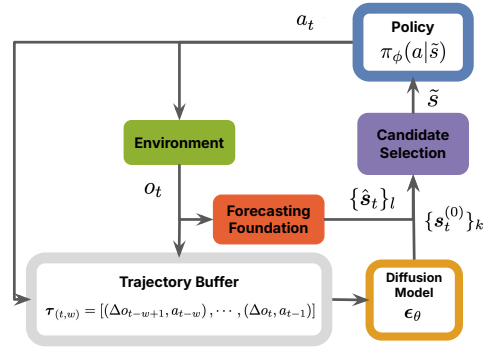 a_t
Policy
π_ϕ(a|s̃)
s̃
Environment
Candidate
Selection
o_t
Forecasting
Foundation
{ŝ_t}_l
{s_t^{(0)}}_k
Trajectory Buffer
τ_{(t,w)} = [(Δo_{t−w+1}, a_{t−w}), ⋯, (Δo_t, a_{t−1})]
Diffusion
Model
ϵ_θ